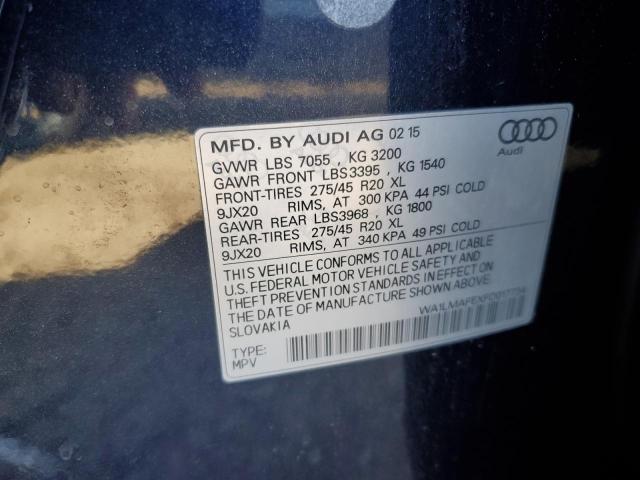 MFD. BY AUDI AG 02 15
GVWR LBS 7055 , KG 3200
GAWR FRONT LBS3395 , KG 1540
FRONT-TIRES 275/45 R20 XL
9JX20 RIMS, AT 300 KPA 44 PSI COLD
GAWR REAR LBS3968 , KG 1800
REAR-TIRES 275/45 R20 XL
9JX20 RIMS, AT 340 KPA 49 PSI COLD
Audi
THIS VEHICLE CONFORMS TO ALL APPLICABLE
U.S. FEDERAL MOTOR VEHICLE SAFETY AND
THEFT PREVENTION STANDARDS IN EFFECT ON
THE DATE OF MANUFACTURE SHOWN ABOVE.
SLOVAKIA
TYPE:
MPV